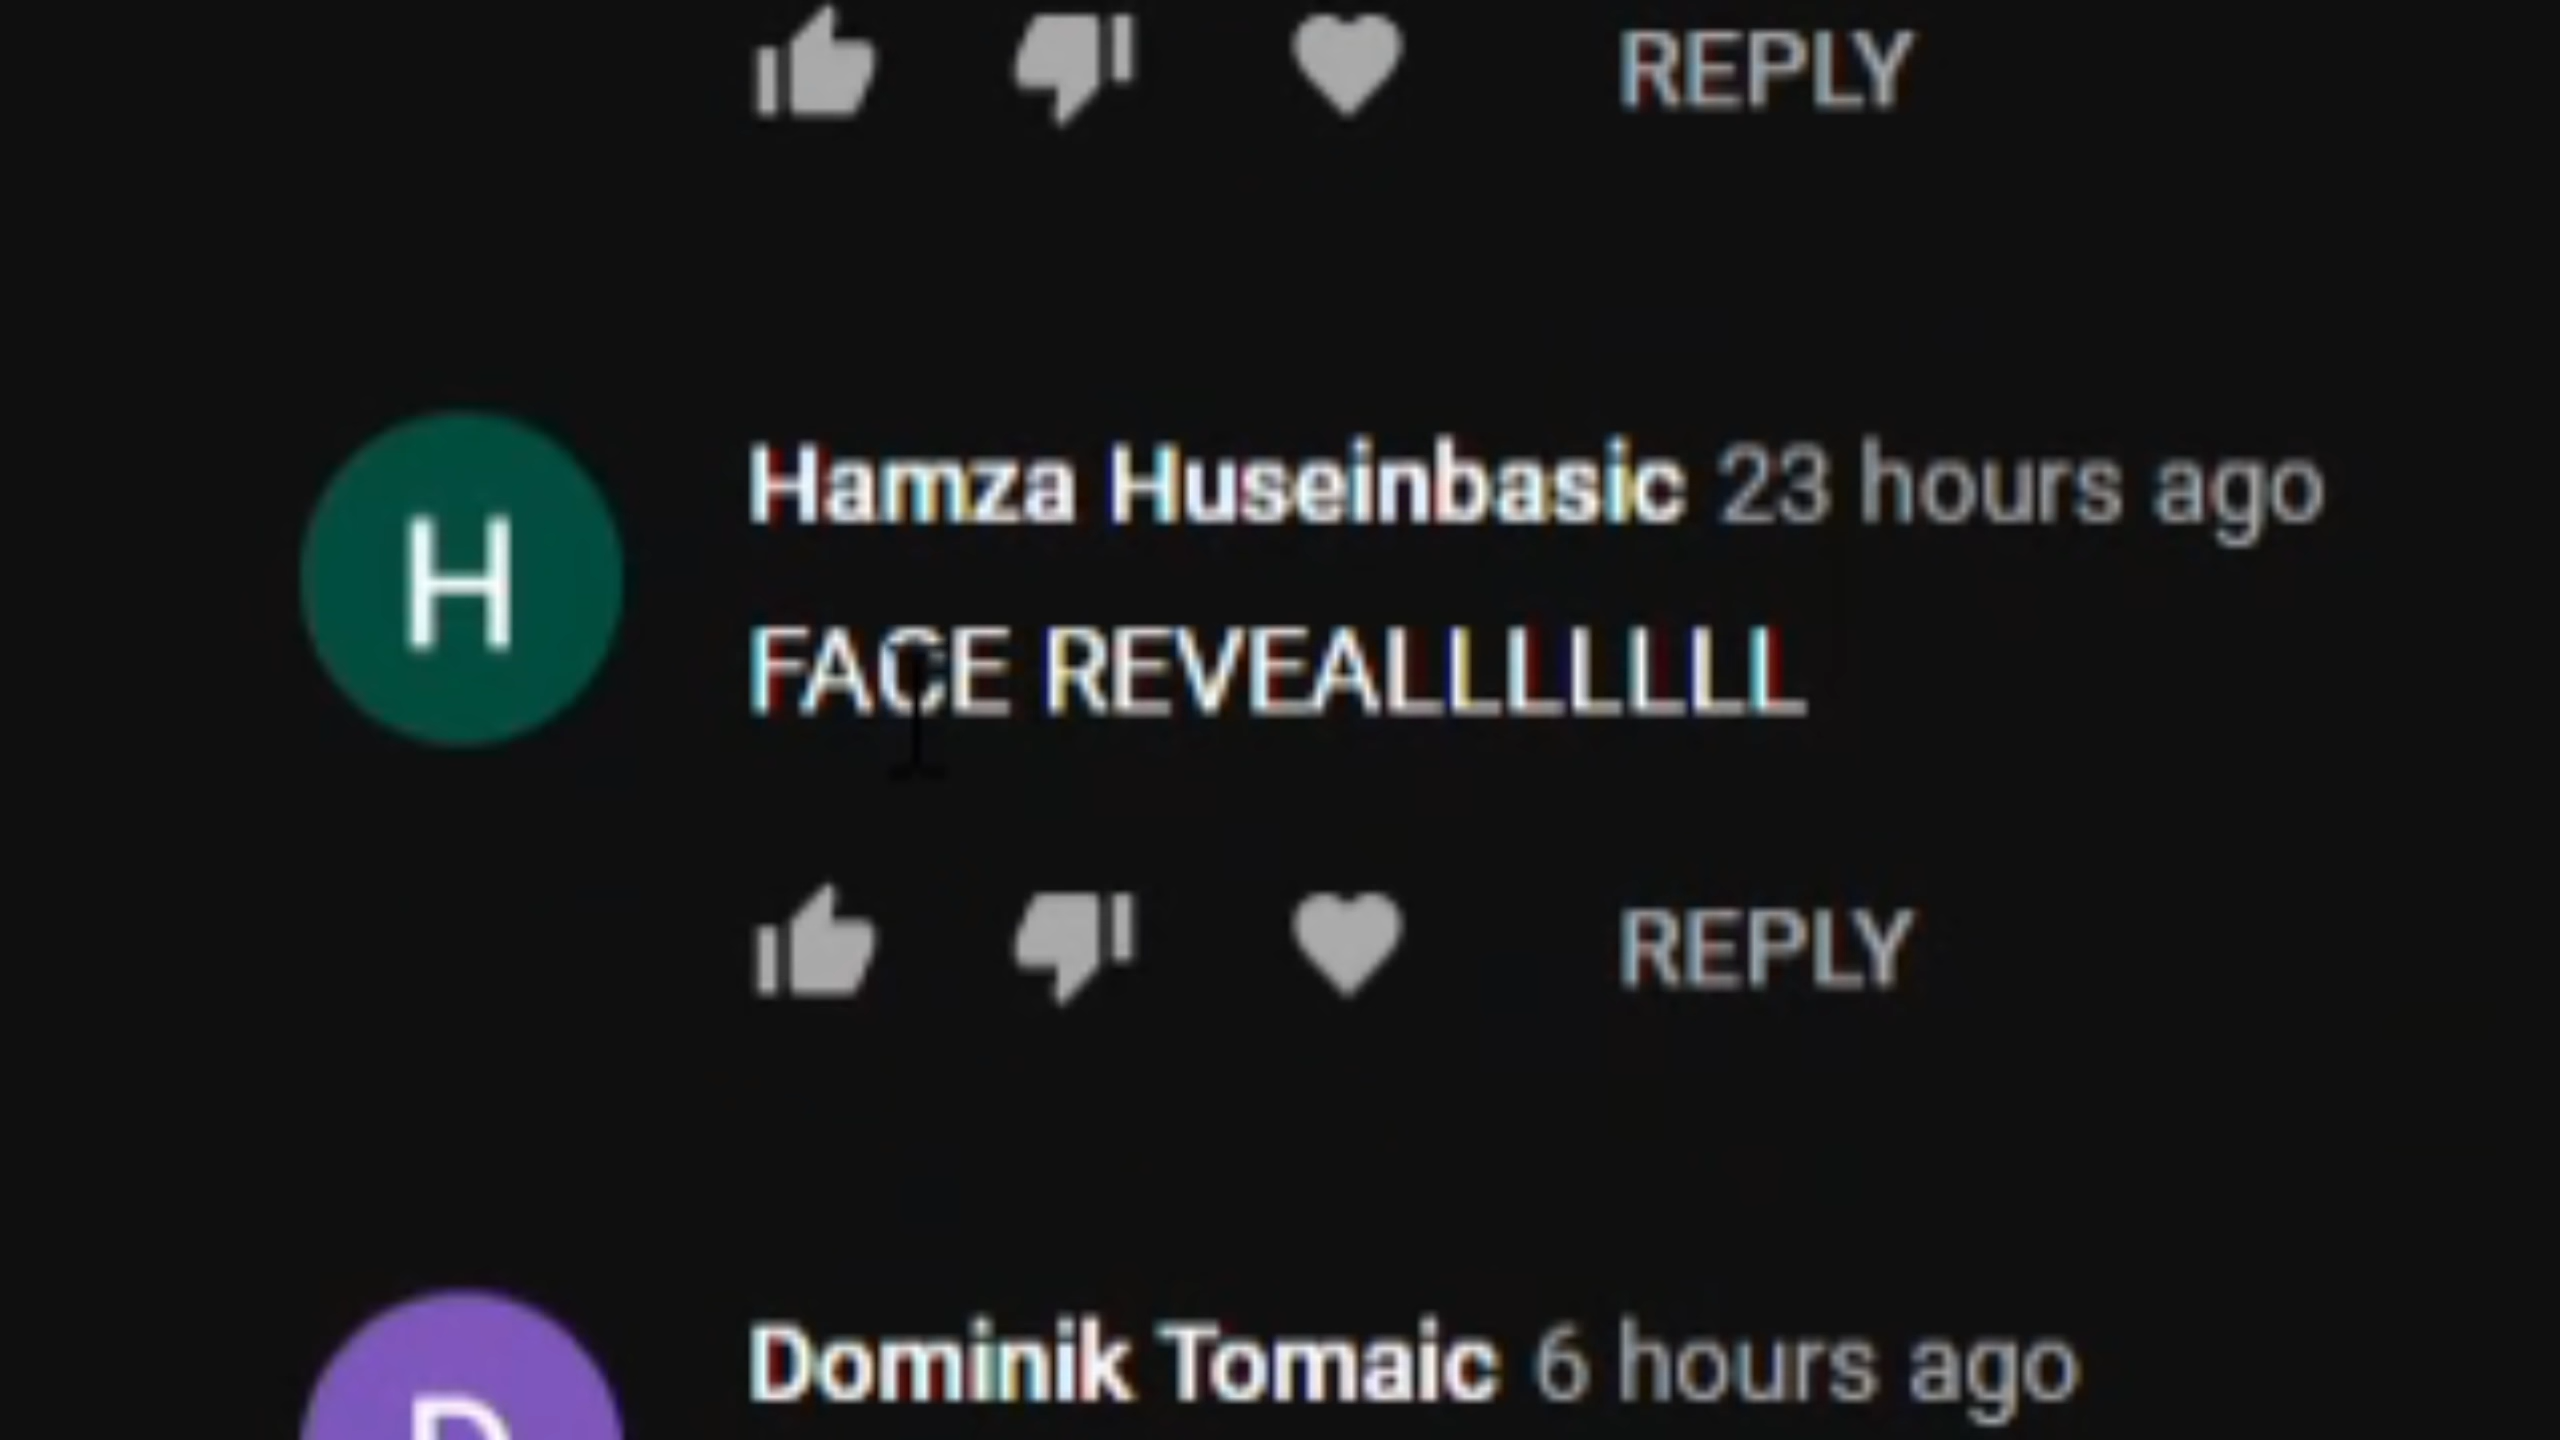 REPLY
H
Hamza Huseinbasic 23 hours ago
FACE REVEALLLLLLL
REPLY
D
Dominik Tomaic 6 hours ago